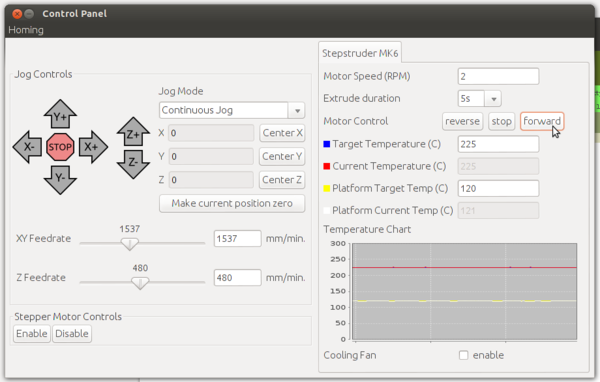 Control Panel
Homing
Jog Controls
Y+
X-
STOP
X+
Y-
Z+
Z-
Jog Mode
Continuous Jog
X 0 Center X
Y 0 Center Y
Z 0 Center Z
Make current position zero
1537
XY Feedrate 1537 mm/min.
480
Z Feedrate 480 mm/min.
Stepper Motor Controls
Enable Disable
Stepstruder MK6
Motor Speed (RPM) 2
Extrude duration 5s
Motor Control reverse stop forward
Target Temperature (C) 225
Current Temperature (C) 225
Platform Target Temp (C) 120
Platform Current Temp (C) 121
Temperature Chart
300
250
200
150
100
50
0
Cooling Fan enable